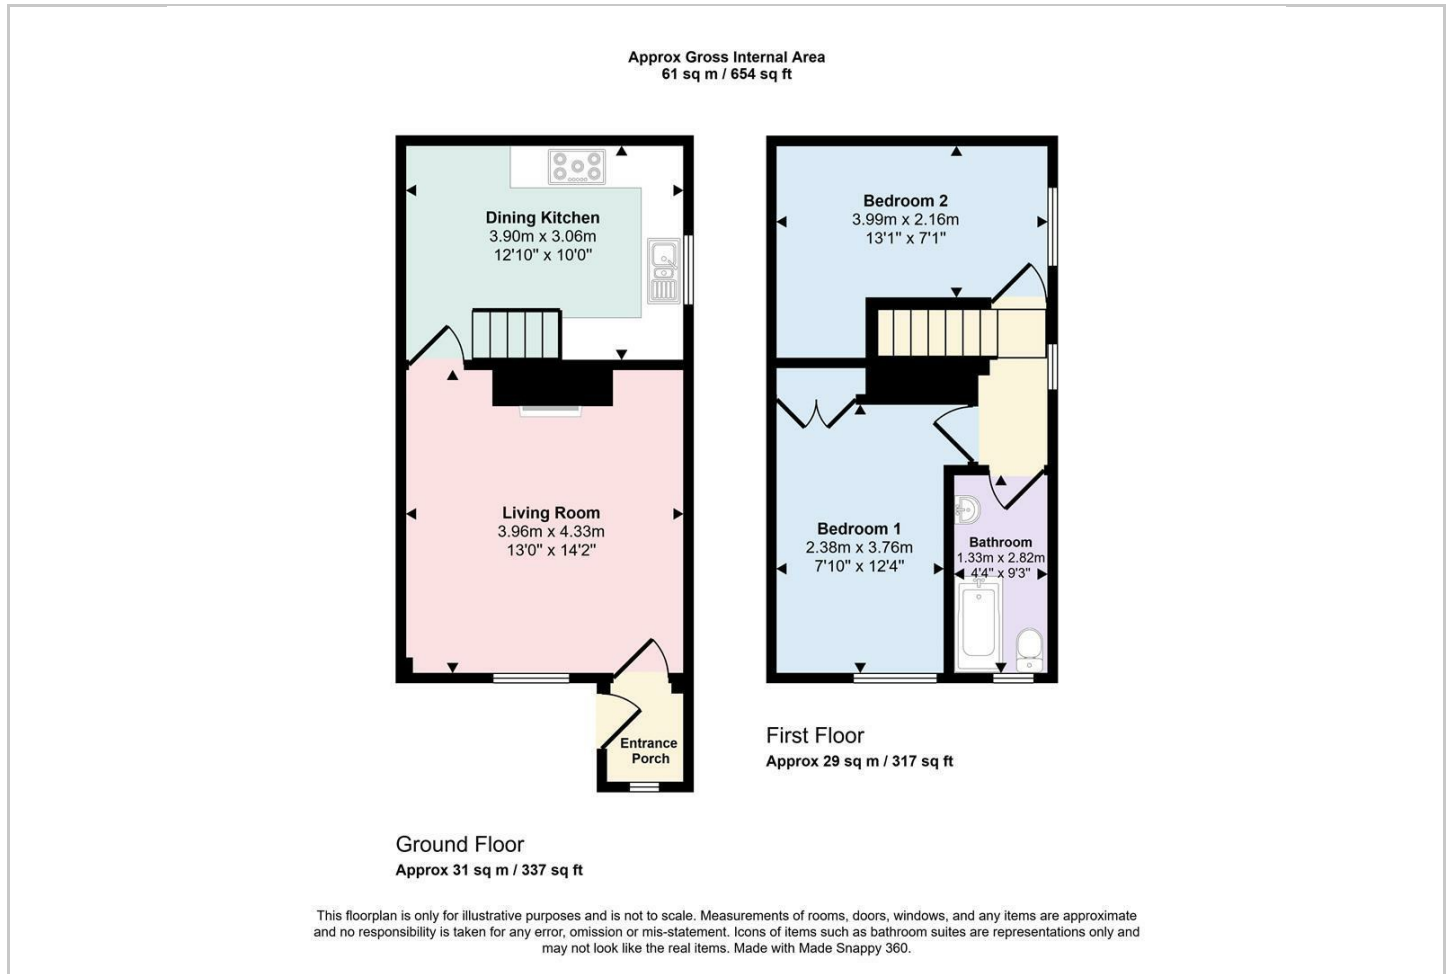 Approx Gross Internal Area
61 sq m / 654 sq ft
Dining Kitchen
3.90m x 3.06m
12'10" x 10'0"
Living Room
3.96m x 4.33m
13'0" x 14'2"
Entrance
Porch
Ground Floor
Approx 31 sq m / 337 sq ft
Bedroom 2
3.99m x 2.16m
13'1" x 7'1"
Bedroom 1
2.38m x 3.76m
7'10" x 12'4"
Bathroom
1.33m x 2.82m
4'4" x 9'3"
First Floor
Approx 29 sq m / 317 sq ft
This floorplan is only for illustrative purposes and is not to scale. Measurements of rooms, doors, windows, and any items are approximate
and no responsibility is taken for any error, omission or mis-statement. Icons of items such as bathroom suites are representations only and
may not look like the real items. Made with Made Snappy 360.